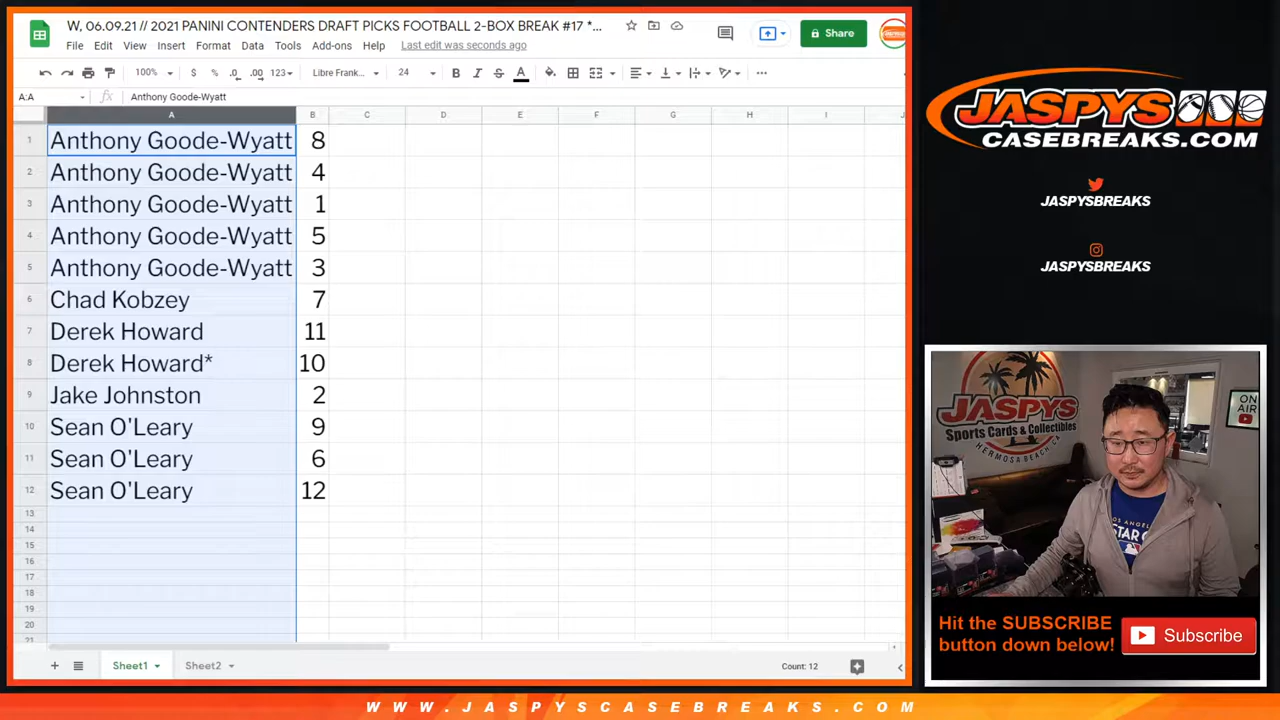 W, 06.09.21 // 2021 PANINI CONTENDERS DRAFT PICKS FOOTBALL 2-BOX BREAK #17 *...
Share
File Edit View Insert Format Data Tools Add-ons Help Last edit was seconds ago
100% $ % .0 .00 123 Libre Frank... 24 B I S A
A:A fx Anthony Goode-Wyatt
A B C D E F G H I J
1 Anthony Goode-Wyatt 8
2 Anthony Goode-Wyatt 4
3 Anthony Goode-Wyatt 1
4 Anthony Goode-Wyatt 5
5 Anthony Goode-Wyatt 3
6 Chad Kobzey 7
7 Derek Howard 11
8 Derek Howard* 10
9 Jake Johnston 2
10 Sean O'Leary 9
11 Sean O'Leary 6
12 Sean O'Leary 12
13
14
15
16
17
18
19
20
21
Sheet1 Sheet2 Count: 12
JASPYS
CASEBREAKS.COM
JASPYSBREAKS
JASPYSBREAKS
JASPYS
Sports Cards & Collectibles
HERMOSA BEACH, CA
ON
AIR
LOS ANGEL
STAR
Hit the SUBSCRIBE
button down below!
Subscribe
WWW.JASPYSCASEBREAKS.COM